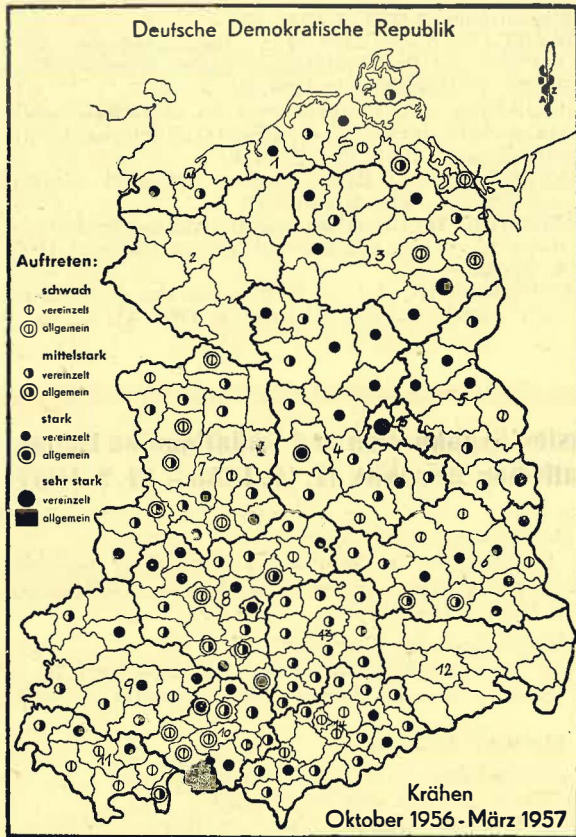 Deutsche Demokratische Republik
Auftreten:
schwach
vereinzelt
allgemein
mittelstark
vereinzelt
allgemein
stark
vereinzelt
allgemein
sehr stark
vereinzelt
allgemein
1
2
3
4
5
6
7
8
9
10
11
12
13
14
Krähen
Oktober 1956 - März 1957